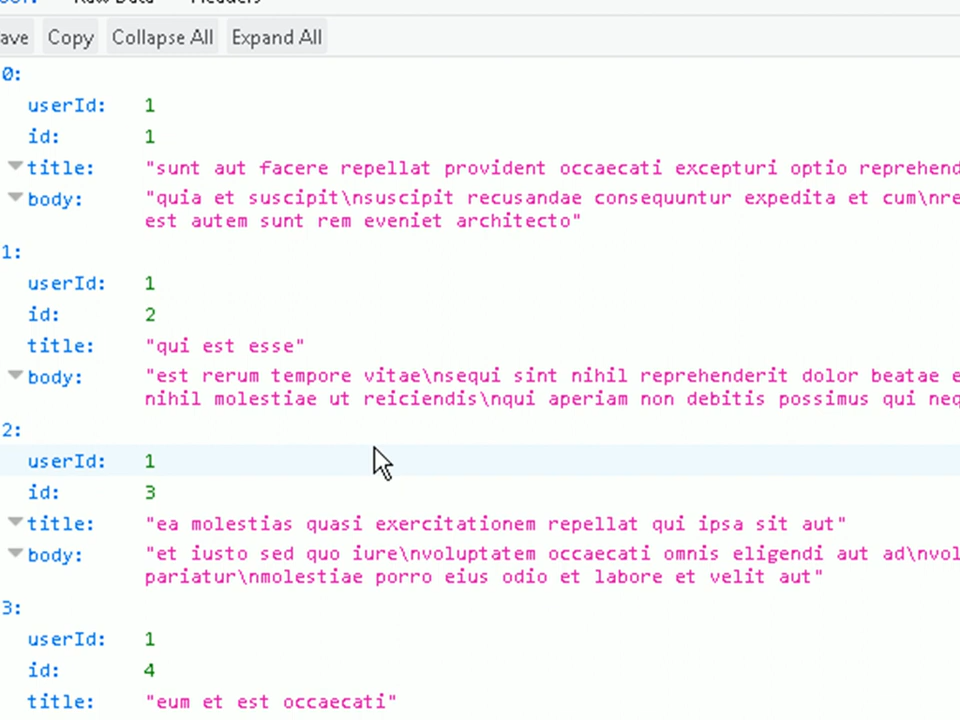 Raw Data Headers
ave Copy Collapse All Expand All
0:
userId: 1
id: 1
title: "sunt aut facere repellat provident occaecati excepturi optio reprehend
body: "quia et suscipit\nsuscipit recusandae consequuntur expedita et cum\nre
est autem sunt rem eveniet architecto"
1:
userId: 1
id: 2
title: "qui est esse"
body: "est rerum tempore vitae\nsequi sint nihil reprehenderit dolor beatae e
nihil molestiae ut reiciendis\nqui aperiam non debitis possimus qui neq
2:
userId: 1
id: 3
title: "ea molestias quasi exercitationem repellat qui ipsa sit aut"
body: "et iusto sed quo iure\nvoluptatem occaecati omnis eligendi aut ad\nvol
pariatur\nmolestiae porro eius odio et labore et velit aut"
3:
userId: 1
id: 4
title: "eum et est occaecati"